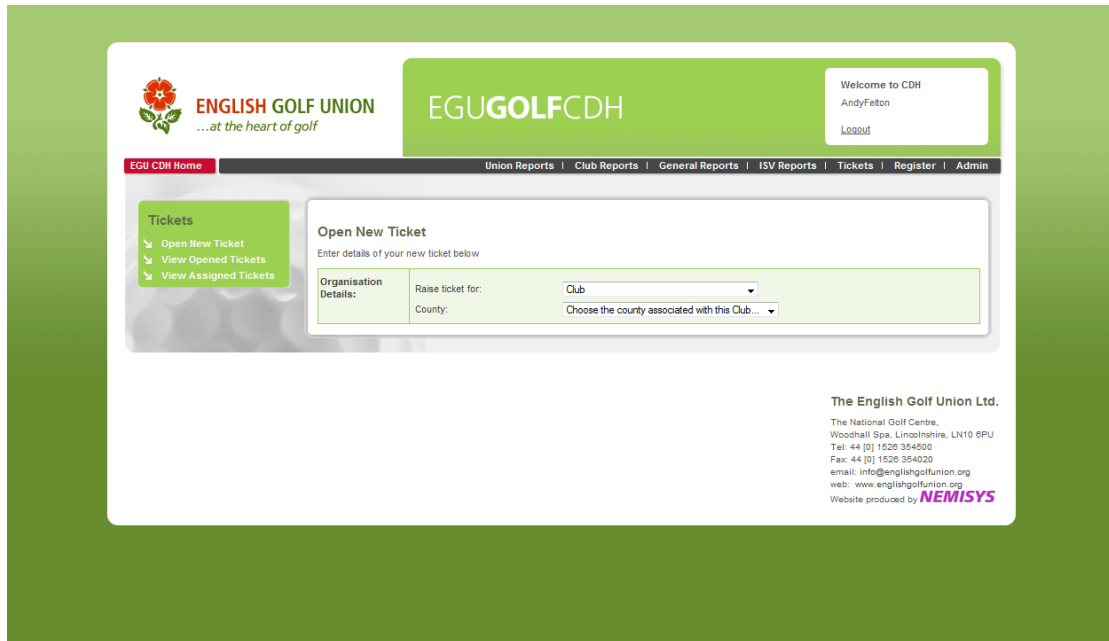 ENGLISH GOLF UNION
...at the heart of golf
EGUGOLFCDH
Welcome to CDH
AndyFelton
Logout
EGU CDH Home
Union Reports | Club Reports | General Reports | ISV Reports | Tickets | Register | Admin
Tickets
Open New Ticket
View Opened Tickets
View Assigned Tickets
Open New Ticket
Enter details of your new ticket below
Organisation Details:
Raise ticket for: Club
County: Choose the county associated with this Club...
The English Golf Union Ltd.
The National Golf Centre,
Woodhall Spa, Lincolnshire, LN10 6PU
Tel: 44 [0] 1526 354500
Fax: 44 [0] 1526 354020
email: info@englishgolfunion.org
web: www.englishgolfunion.org
Website produced by NEMISYS